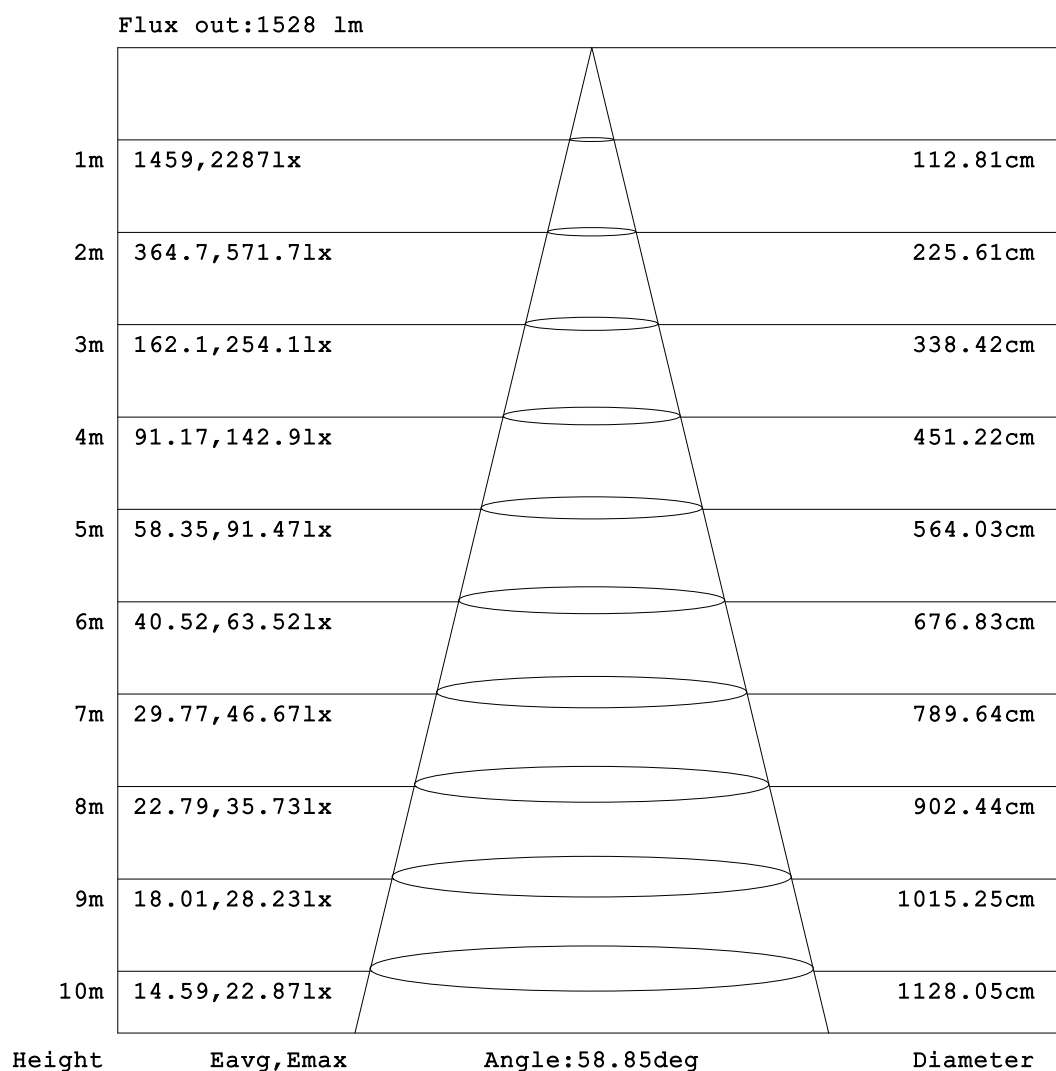 Flux out:1528 lm
1m 1459,2287lx 112.81cm
2m 364.7,571.7lx 225.61cm
3m 162.1,254.1lx 338.42cm
4m 91.17,142.9lx 451.22cm
5m 58.35,91.47lx 564.03cm
6m 40.52,63.52lx 676.83cm
7m 29.77,46.67lx 789.64cm
8m 22.79,35.73lx 902.44cm
9m 18.01,28.23lx 1015.25cm
10m 14.59,22.87lx 1128.05cm
Height Eavg,Emax Angle:58.85deg Diameter